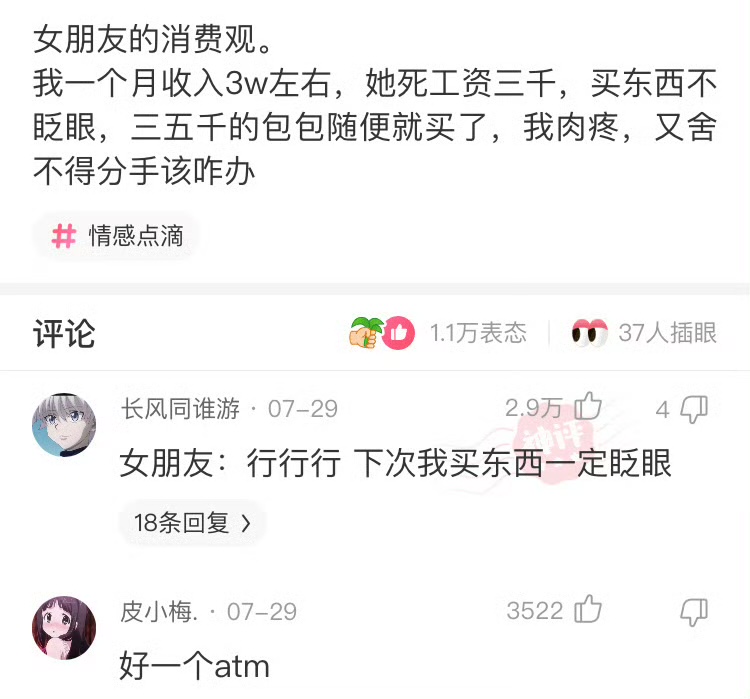 女朋友的消费观。
我一个月收入3w左右，她死工资三千，买东西不
眨眼，三五千的包包随便就买了，我肉疼，又舍
不得分手该咋办
# 情感点滴
评论 1.1万表态 37人插眼
长风同谁游 · 07-29 2.9万 4
神评
女朋友：行行行 下次我买东西一定眨眼
18条回复 >
皮小梅. · 07-29 3522
好一个atm